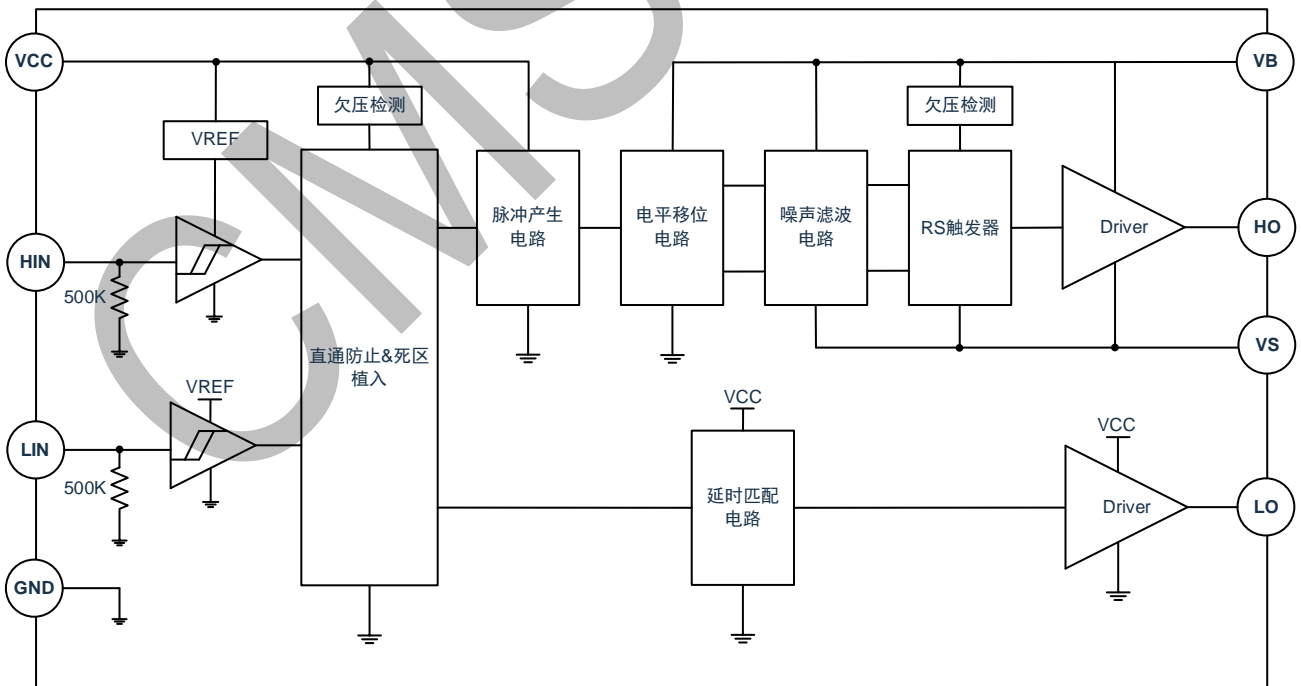 VCC
VB
欠压检测
欠压检测
VREF
脉冲产生
电路
电平移位
电路
噪声滤波
电路
RS触发器
Driver
HO
HIN
500K
VS
直通防止&死区
植入
VREF
VCC
VCC
LIN
500K
延时匹配
电路
Driver
LO
GND
CMS